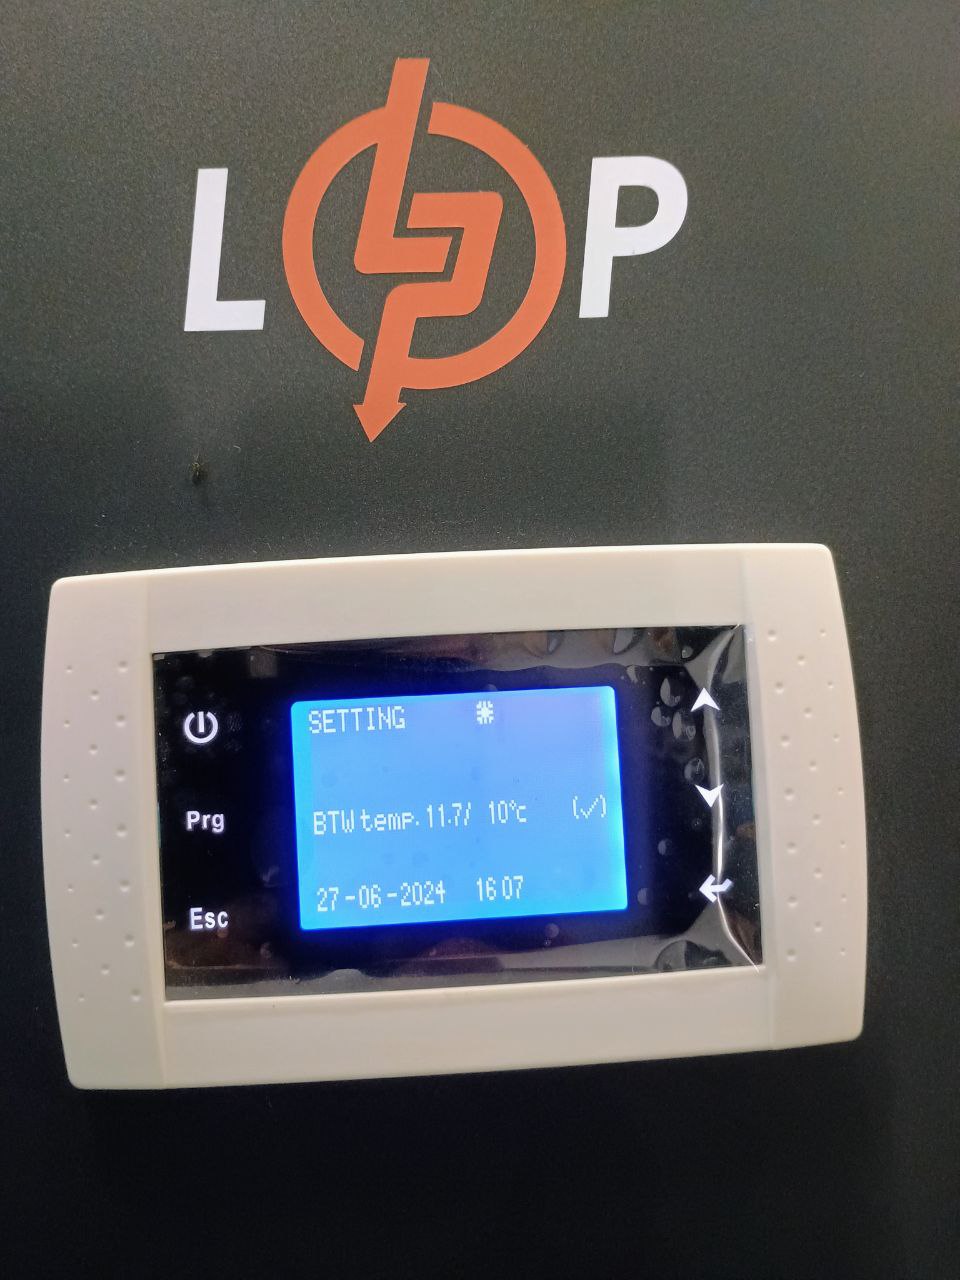 LP
SETTING
BTW temp. 11.7/ 10°c (✓)
27-06-2024 16 07
Prg
Esc